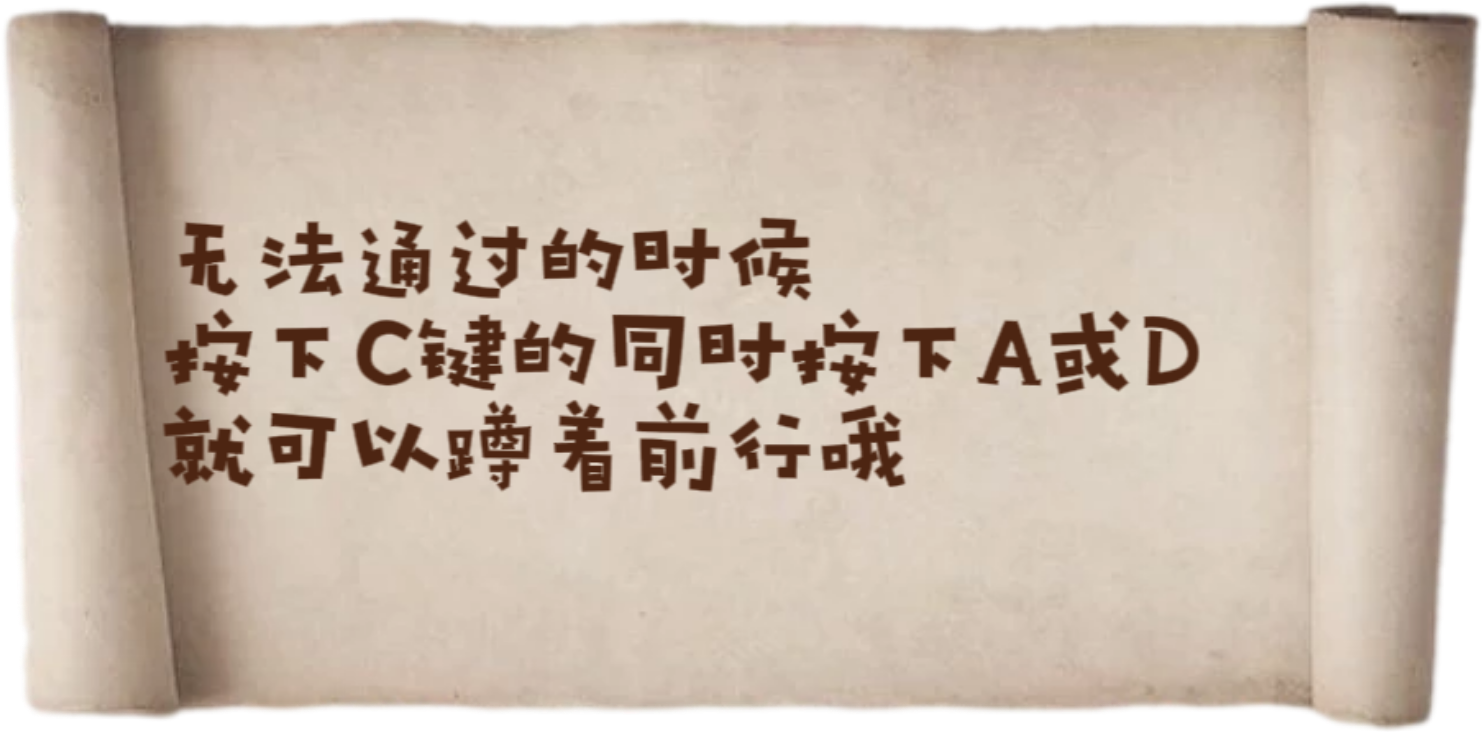 无法通过的时候
按下C键的同时按下A或D
就可以蹲着前行哦